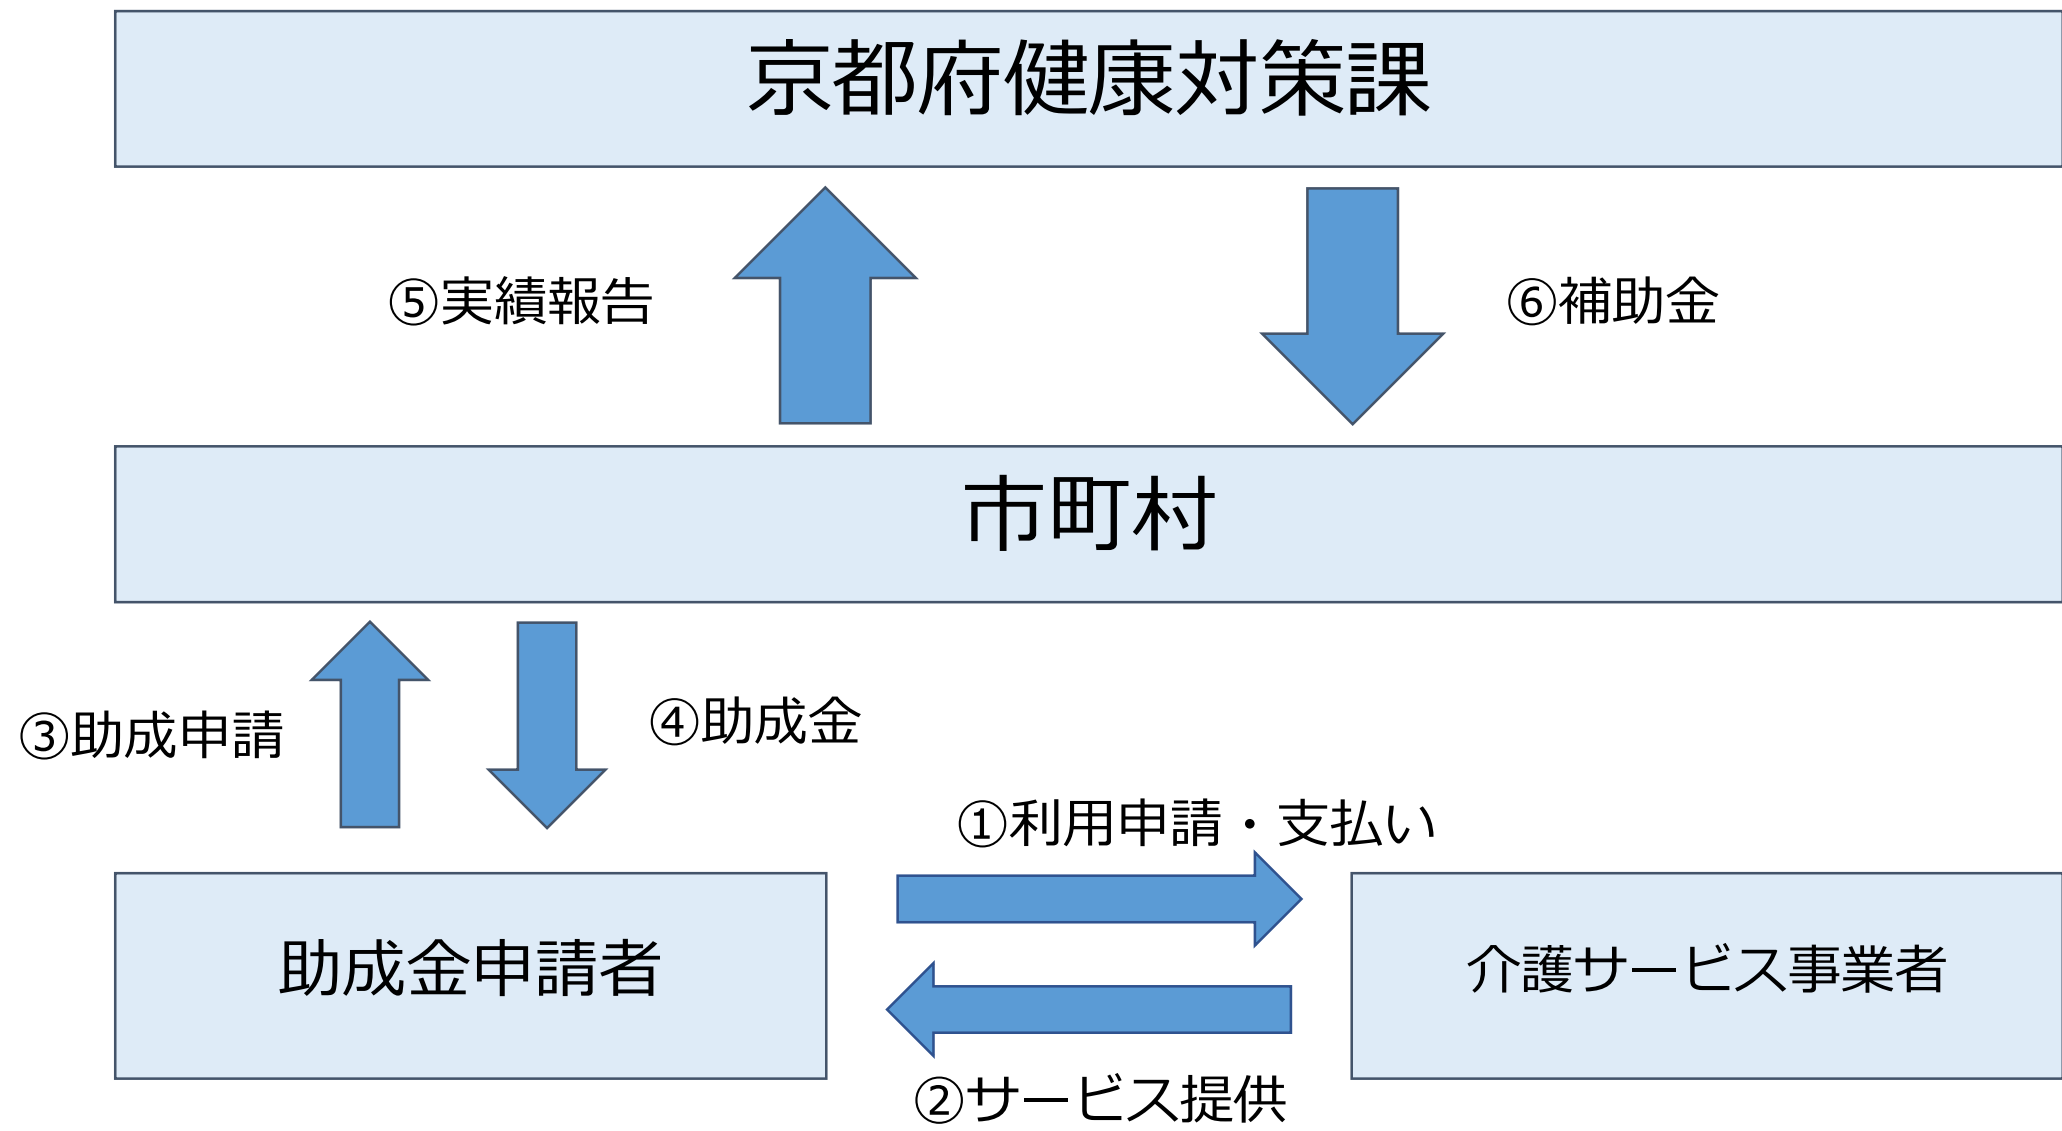 京都府健康対策課
⑤実績報告
⑥補助金
市町村
③助成申請
④助成金
①利用申請・支払い
助成金申請者
介護サービス事業者
②サービス提供